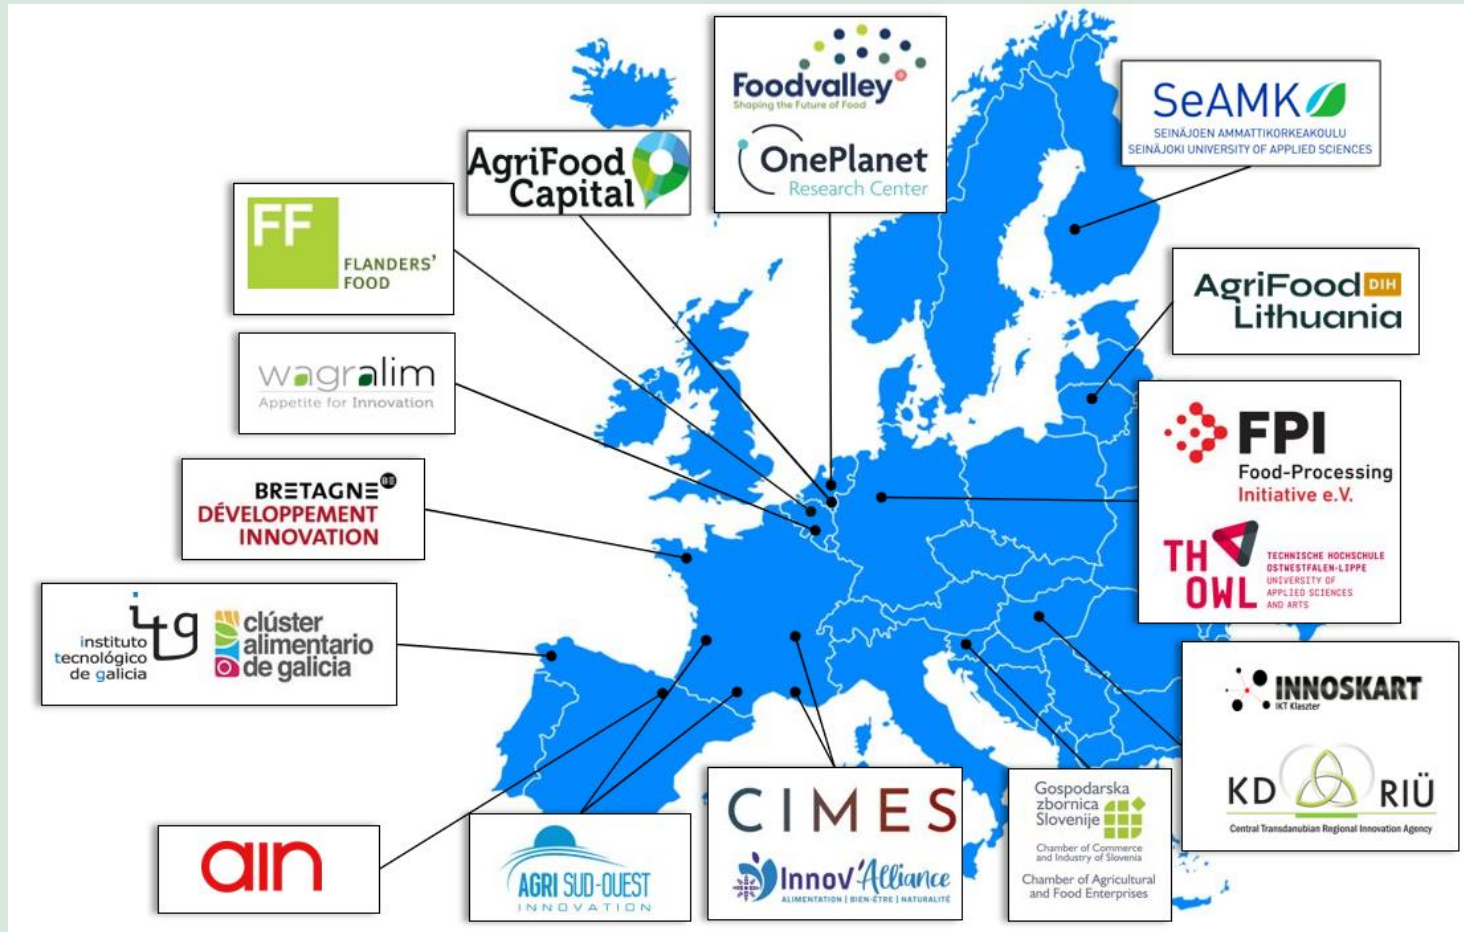 Foodvalley
Shaping the Future of Food
OnePlanet
Research Center
SeAMK
SEINÄJOEN AMMATTIKORKEAKOULU
SEINÄJOKI UNIVERSITY OF APPLIED SCIENCES
AgriFood
Capital
FF
FLANDERS'
FOOD
AgriFood DIH
Lithuania
wagralim
Appetite for Innovation
FPI
Food-Processing
Initiative e.V.
TH
OWL
TECHNISCHE HOCHSCHULE
OSTWESTFALEN-LIPPE
UNIVERSITY OF
APPLIED SCIENCES
AND ARTS
BRETAGNE
DÉVELOPPEMENT
INNOVATION
itg
instituto
tecnológico
de galicia
clúster
alimentario
de galicia
INNOSKART
IKT Klaszter
KD RIÜ
Central Transdanubian Regional Innovation Agency
ain
AGRI SUD-OUEST
INNOVATION
CIMES
Innov'Alliance
ALIMENTATION | BIEN-ÊTRE | NATURALITÉ
Gospodarska
zbornica
Slovenije
Chamber of Commerce
and Industry of Slovenia
Chamber of Agricultural
and Food Enterprises